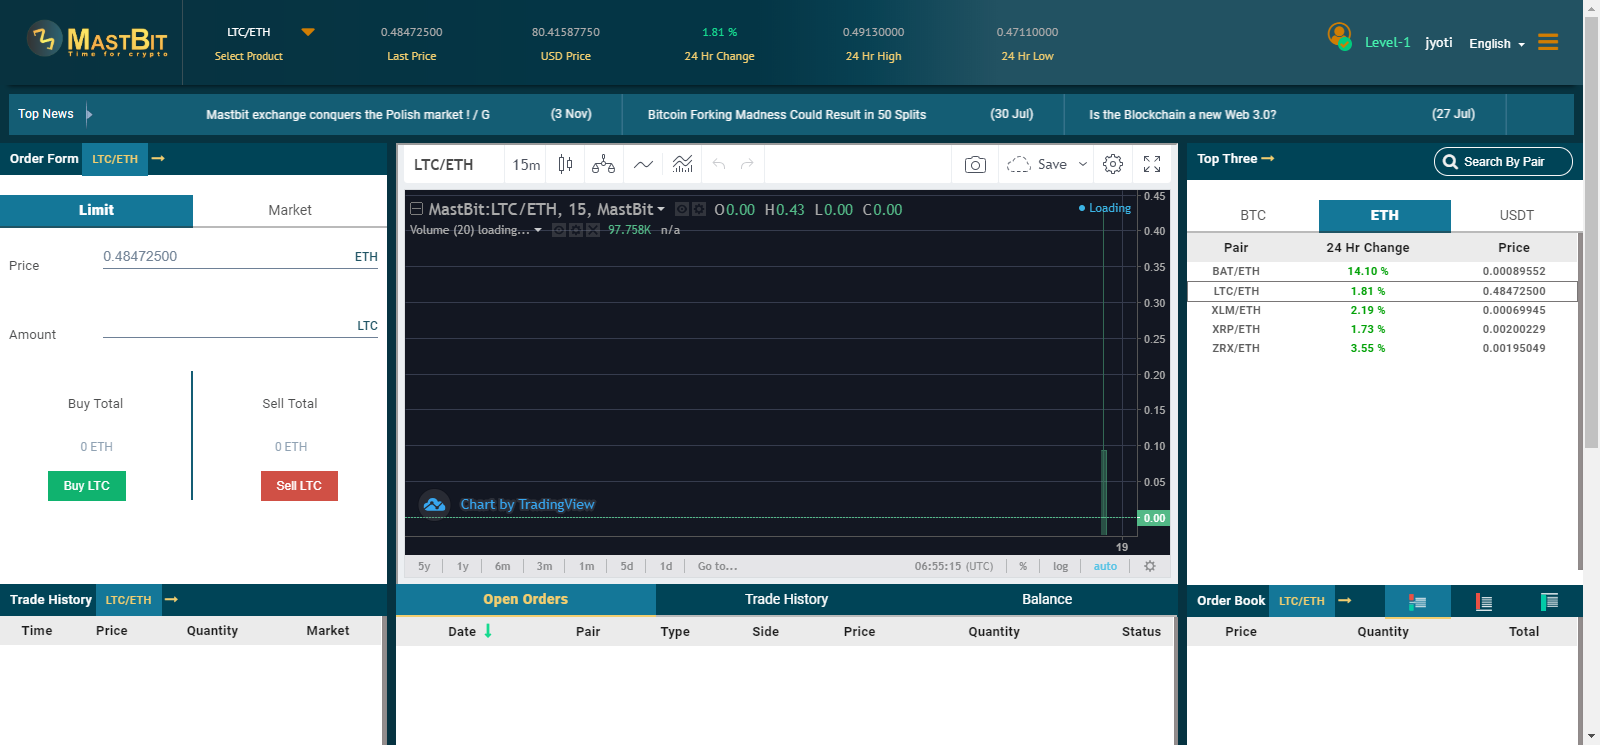 MASTBIT
Time for crypto
LTC/ETH
Select Product
0.48472500
Last Price
80.41587750
USD Price
1.81 %
24 Hr Change
0.49130000
24 Hr High
0.47110000
24 Hr Low
Level-1 jyoti English
Top News
Mastbit exchange conquers the Polish market ! / G (3 Nov)
Bitcoin Forking Madness Could Result in 50 Splits (30 Jul)
Is the Blockchain a new Web 3.0? (27 Jul)
Order Form LTC/ETH
Limit Market
Price 0.48472500 ETH
Amount LTC
Buy Total Sell Total
0 ETH 0 ETH
Buy LTC Sell LTC
LTC/ETH 15m Save
MastBit:LTC/ETH, 15, MastBit O0.00 H0.43 L0.00 C0.00
Loading
Volume (20) loading... 97.758K n/a
0.45
0.40
0.35
0.30
0.25
0.20
0.15
0.10
0.05
0.00
Chart by TradingView
19
5y 1y 6m 3m 1m 5d 1d Go to... 06:55:15 (UTC) % log auto
Top Three Search By Pair
BTC ETH USDT
Pair 24 Hr Change Price
BAT/ETH 14.10 % 0.00089552
LTC/ETH 1.81 % 0.48472500
XLM/ETH 2.19 % 0.00069945
XRP/ETH 1.73 % 0.00200229
ZRX/ETH 3.55 % 0.00195049
Trade History LTC/ETH
Time Price Quantity Market
Open Orders Trade History Balance
Date Pair Type Side Price Quantity Status
Order Book LTC/ETH
Price Quantity Total